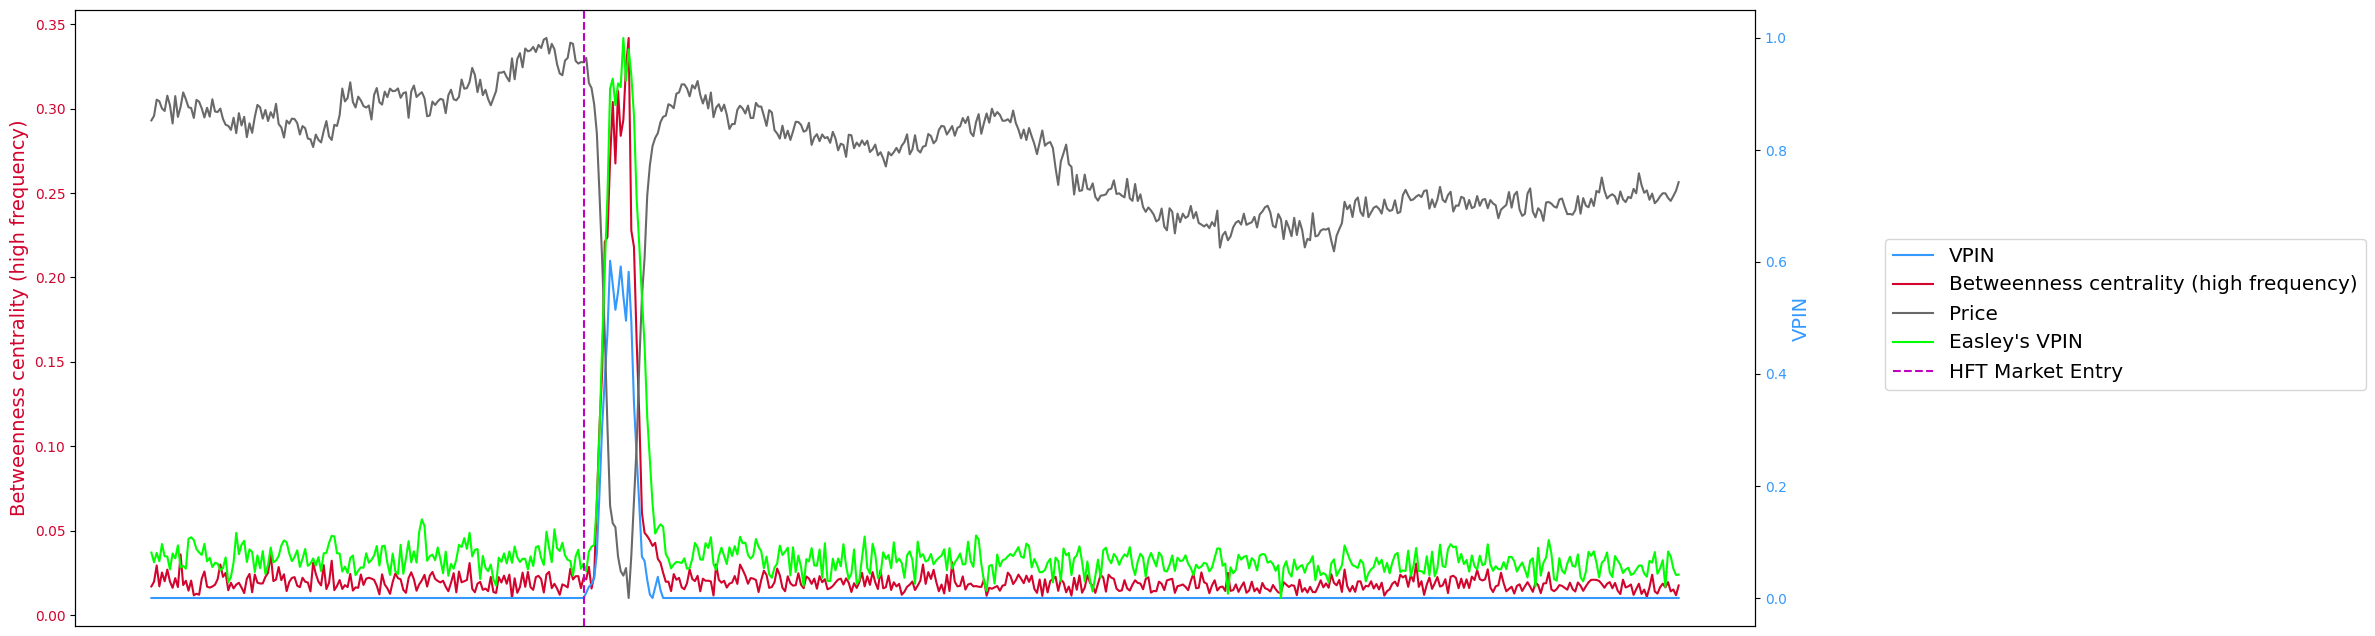 Betweenness centrality (high frequency)
0.35
0.30
0.25
0.20
0.15
0.10
0.05
0.00
1.0
0.8
0.6
0.4
0.2
0.0
VPIN
VPIN
Betweenness centrality (high frequency)
Price
Easley's VPIN
HFT Market Entry